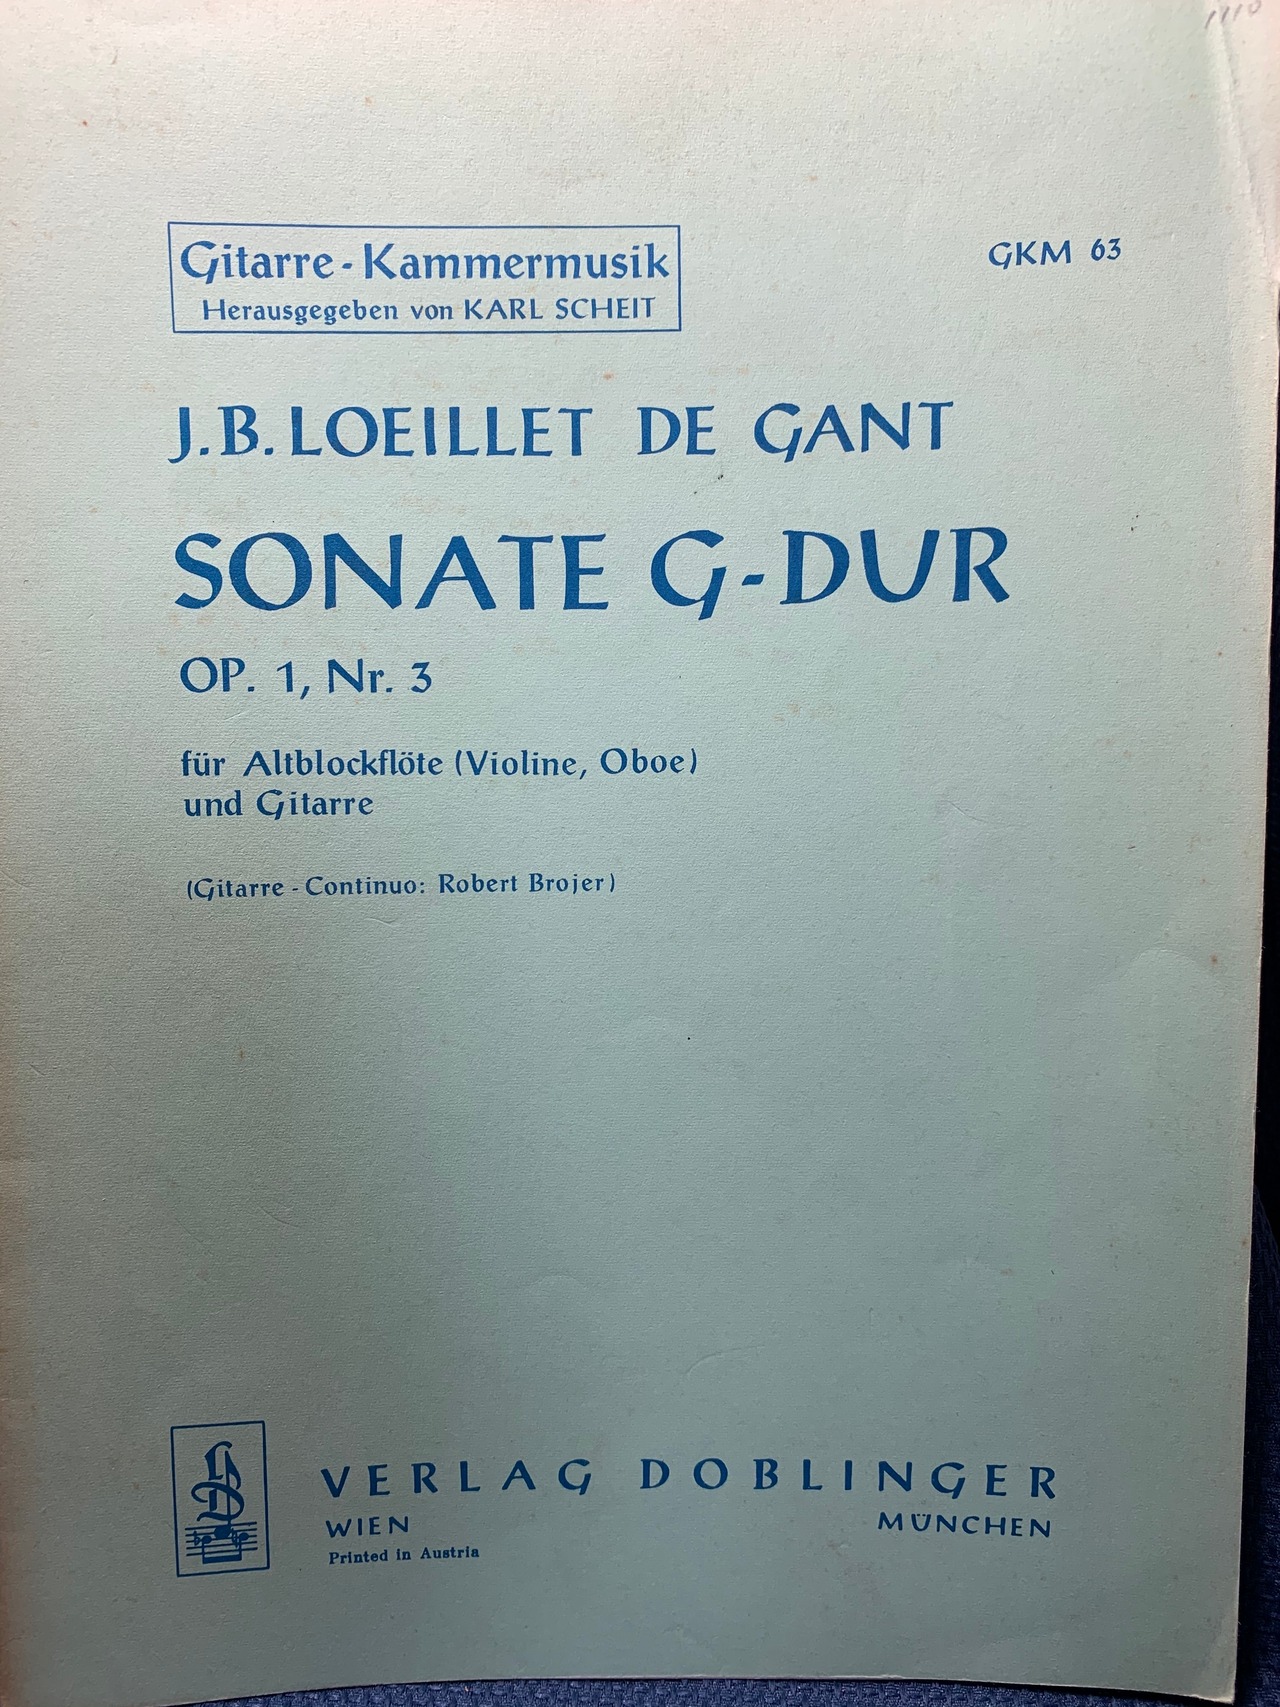 1110
Gitarre - Kammermusik
Herausgegeben von KARL SCHEIT
GKM 63
J. B. LOEILLET DE GANT
SONATE G-DUR
OP. 1, Nr. 3
für Altblockflöte (Violine, Oboe)
und Gitarre
(Gitarre - Continuo: Robert Brojer)
VERLAG DOBLINGER
WIEN
MÜNCHEN
Printed in Austria